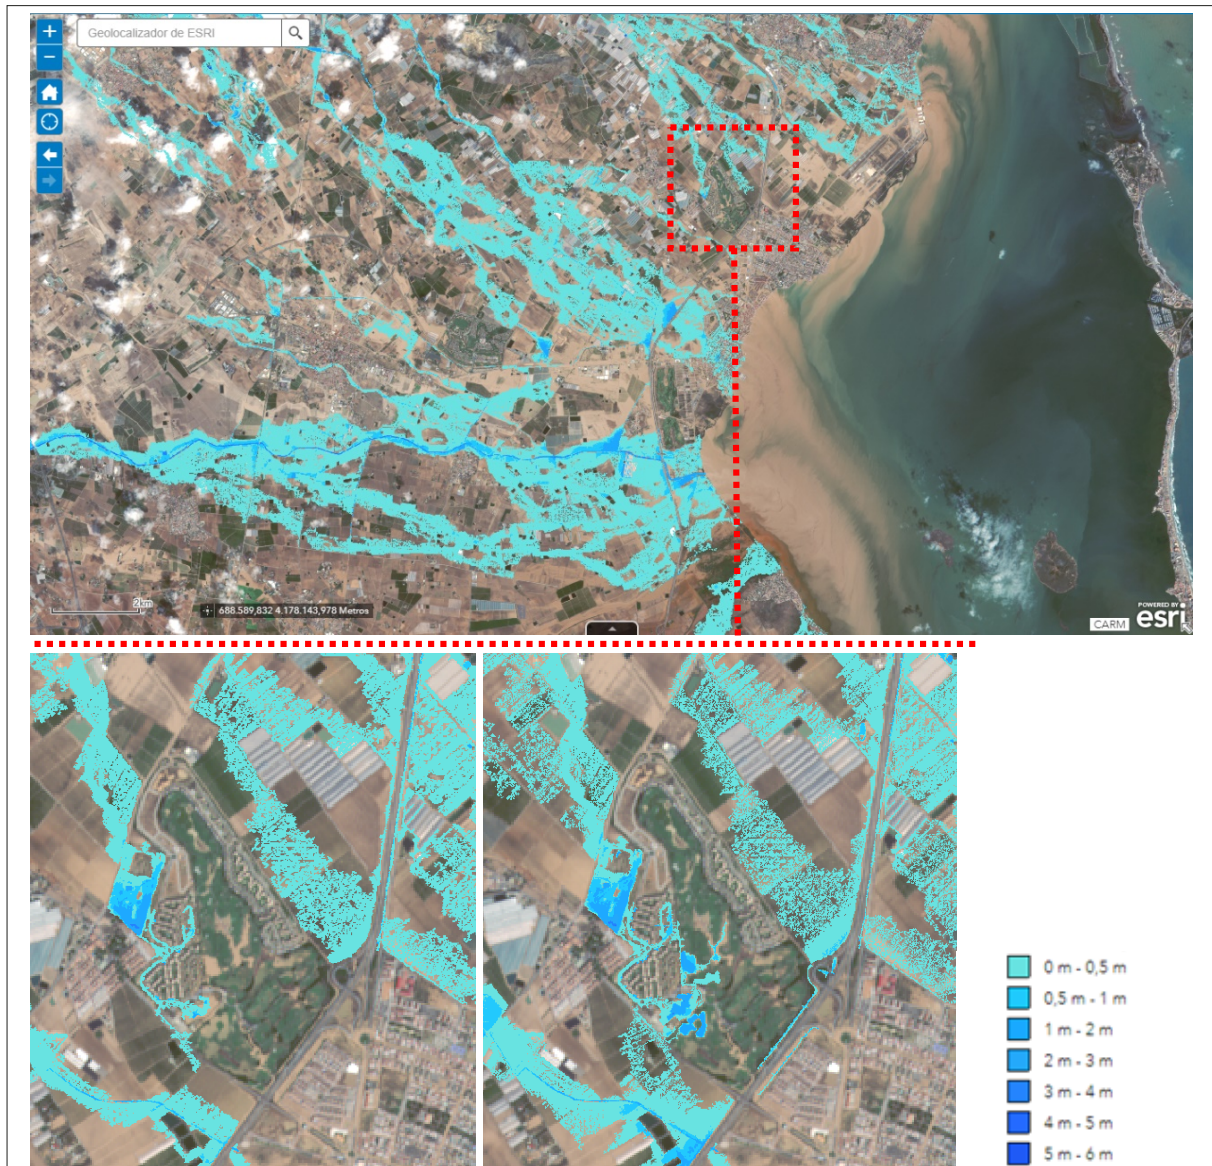 +
Geolocalizador de ESRI
−
2km
688.589,832 4.178.143,978 Metros
CARM
POWERED BY
esri
0 m - 0,5 m
0,5 m - 1 m
1 m - 2 m
2 m - 3 m
3 m - 4 m
4 m - 5 m
5 m - 6 m